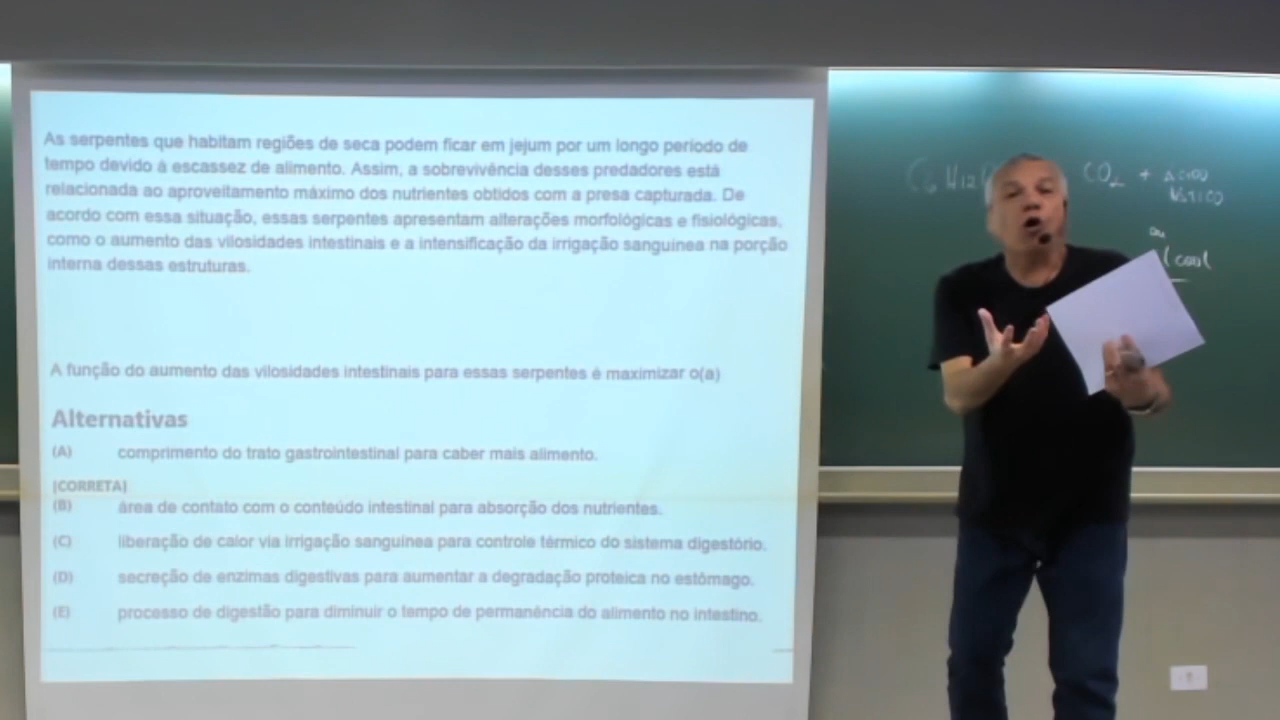 As serpentes que habitam regiões de seca podem ficar em jejum por um longo período de
tempo devido à escassez de alimento. Assim, a sobrevivência desses predadores está
relacionada ao aproveitamento máximo dos nutrientes obtidos com a presa capturada. De
acordo com essa situação, essas serpentes apresentam alterações morfológicas e fisiológicas,
como o aumento das vilosidades intestinais e a intensificação da irrigação sanguínea na porção
interna dessas estruturas.
A função do aumento das vilosidades intestinais para essas serpentes é maximizar o(a)
Alternativas
(A) comprimento do trato gastrointestinal para caber mais alimento.
[CORRETA]
(B) área de contato com o conteúdo intestinal para absorção dos nutrientes.
(C) liberação de calor via irrigação sanguínea para controle térmico do sistema digestório.
(D) secreção de enzimas digestivas para aumentar a degradação proteica no estômago.
(E) processo de digestão para diminuir o tempo de permanência do alimento no intestino.
C6 H12 CO2 +
ou